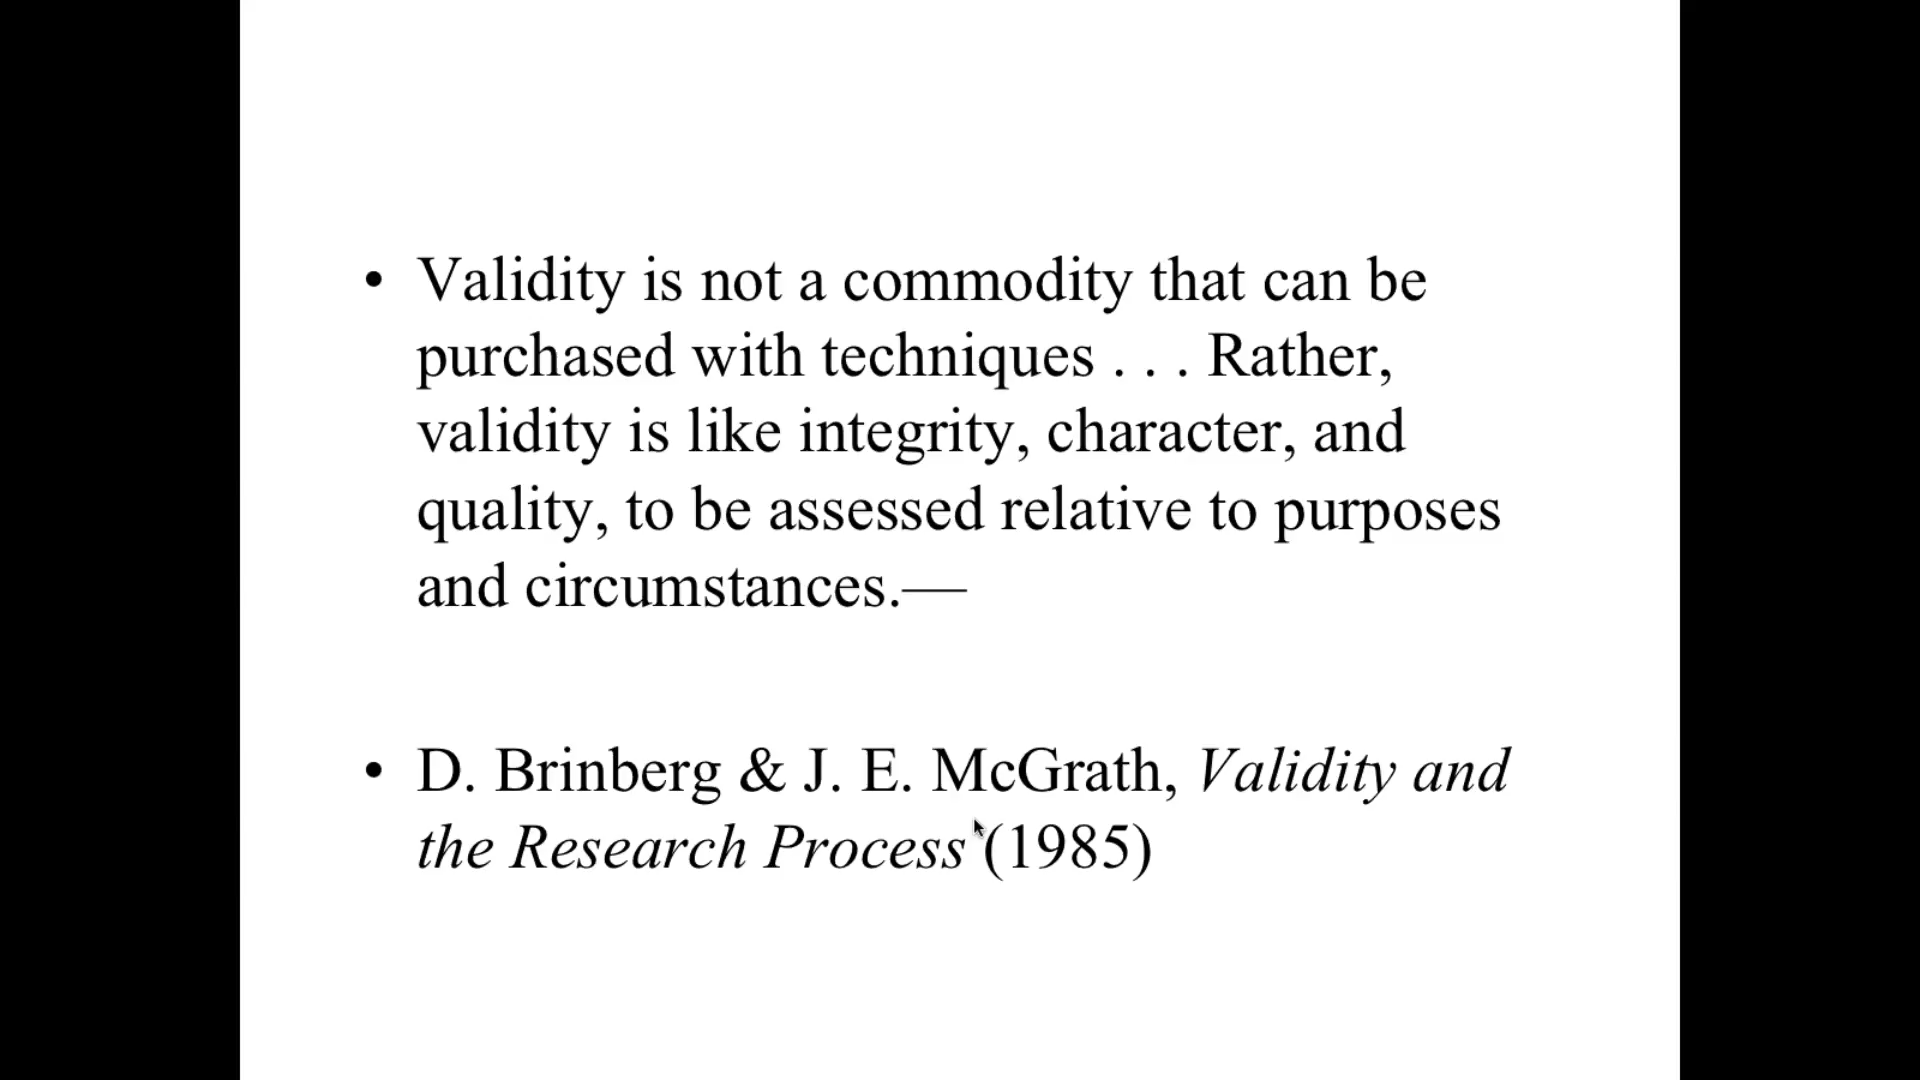 • Validity is not a commodity that can be
purchased with techniques . . . Rather,
validity is like integrity, character, and
quality, to be assessed relative to purposes
and circumstances.—
• D. Brinberg & J. E. McGrath, Validity and
the Research Process (1985)